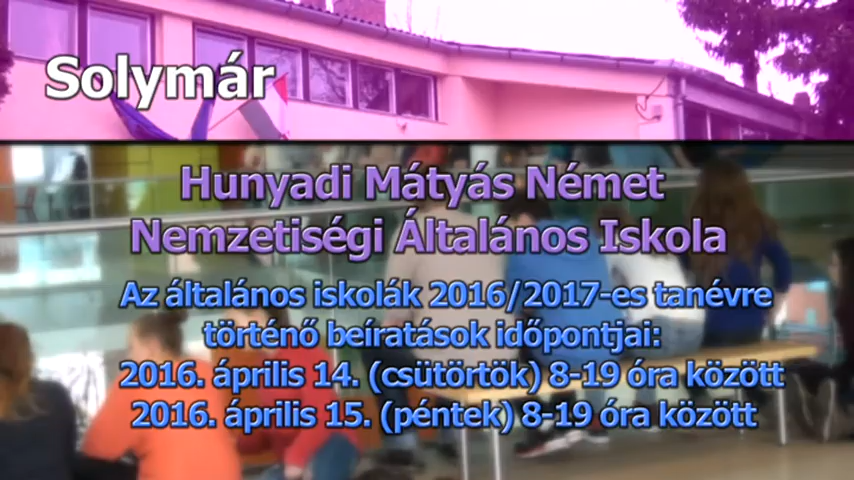 Solymár
Hunyadi Mátyás Német
Nemzetiségi Általános Iskola
Az általános iskolák 2016/2017-es tanévre
történő beíratások időpontjai:
2016. április 14. (csütörtök) 8-19 óra között
2016. április 15. (péntek) 8-19 óra között